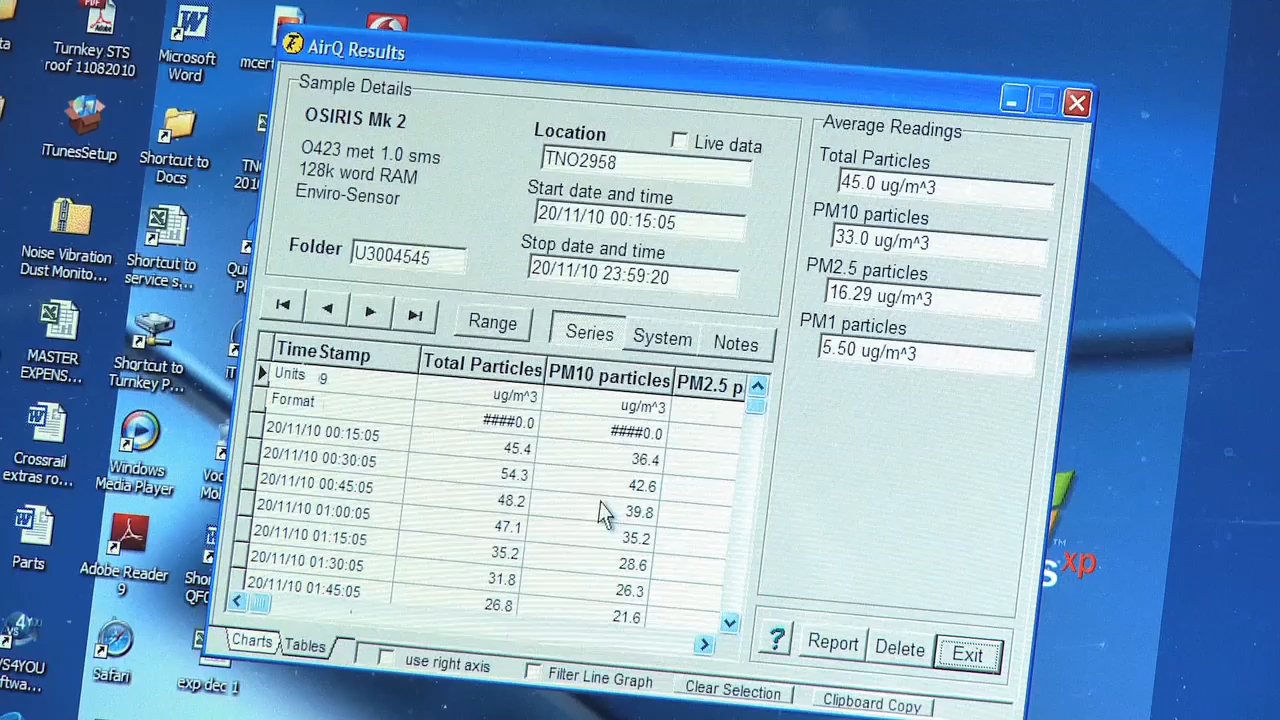 Turnkey STS
roof 11082010
Microsoft
Word
iTunesSetup
Shortcut to
Docs
Noise Vibration
Dust Monito...
Shortcut to
service s...
MASTER
EXPENS...
Shortcut to
Turnkey P...
Crossrail
extras ro...
Windows
Media Player
Parts
Adobe Reader
9
Safari
exp dec 1
AirQ Results
Sample Details
OSIRIS Mk 2
O423 met 1.0 sms
128k word RAM
Enviro-Sensor
Folder U3004545
Location
Live data
TNO2958
Start date and time
20/11/10 00:15:05
Stop date and time
20/11/10 23:59:20
Average Readings
Total Particles
45.0 ug/m^3
PM10 particles
33.0 ug/m^3
PM2.5 particles
16.29 ug/m^3
PM1 particles
5.50 ug/m^3
Range Series System Notes
TimeStamp Total Particles PM10 particles PM2.5 p
Units 9 ug/m^3 ug/m^3
Format ####0.0 ####0.0
20/11/10 00:15:05 45.4 36.4
20/11/10 00:30:05 54.3 42.6
20/11/10 00:45:05 48.2 39.8
20/11/10 01:00:05 47.1 35.2
20/11/10 01:15:05 35.2 28.6
20/11/10 01:30:05 31.8 26.3
20/11/10 01:45:05 26.8 21.6
Charts Tables
use right axis
Filter Line Graph
Clear Selection
Clipboard Copy
? Report Delete Exit
xp